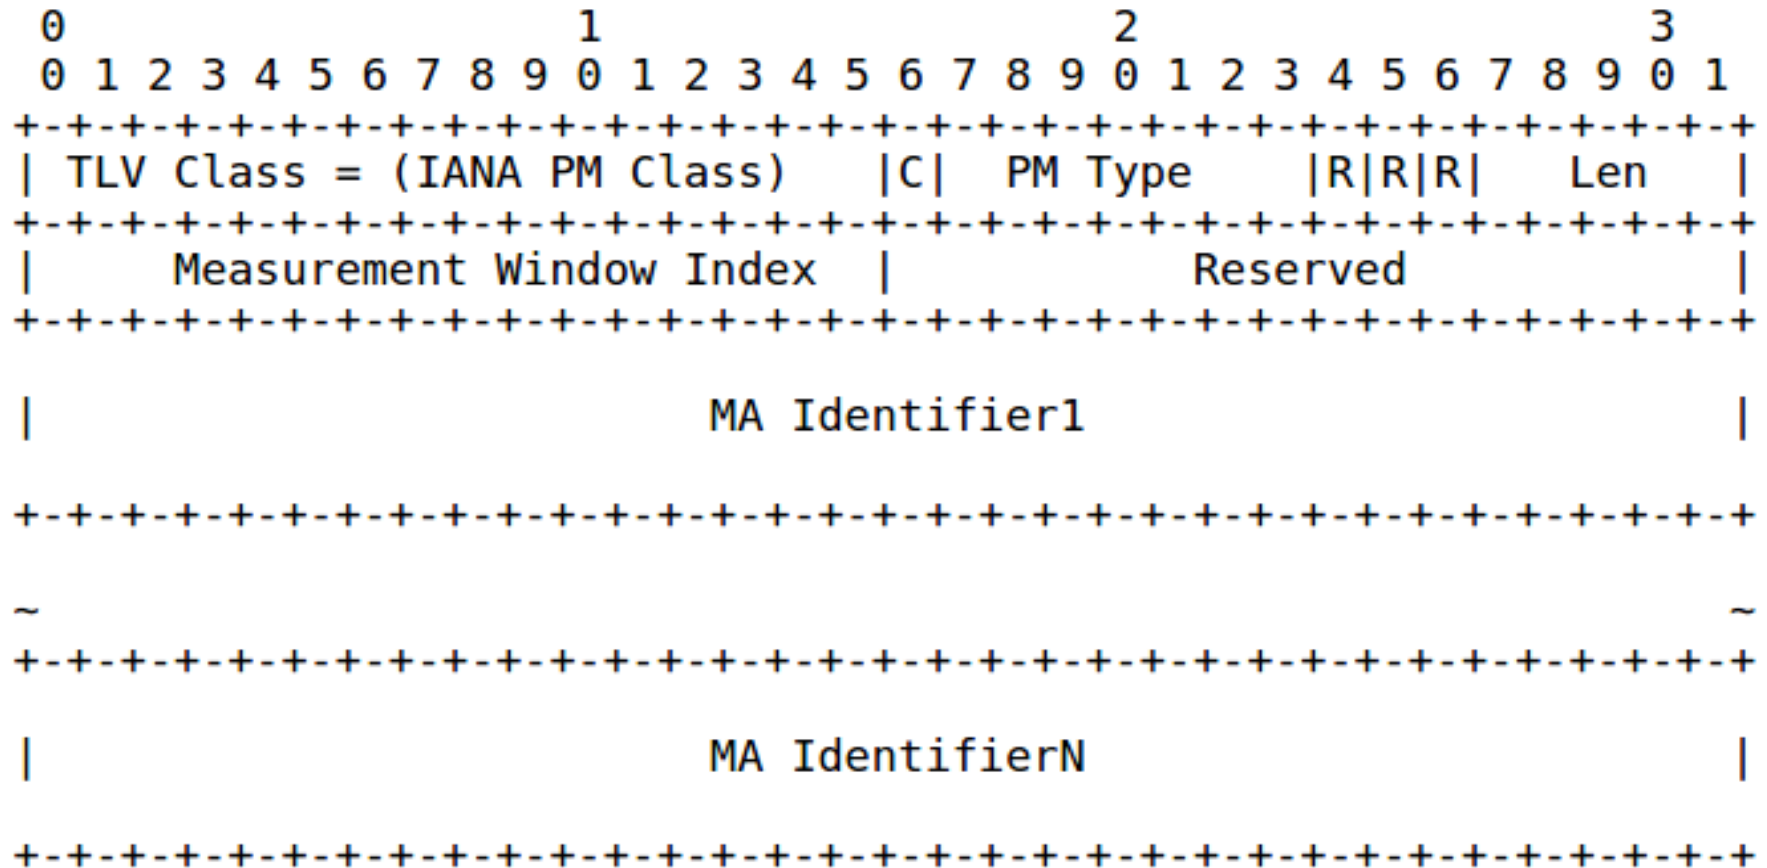 0                   1                   2                   3
 0 1 2 3 4 5 6 7 8 9 0 1 2 3 4 5 6 7 8 9 0 1 2 3 4 5 6 7 8 9 0 1
+-+-+-+-+-+-+-+-+-+-+-+-+-+-+-+-+-+-+-+-+-+-+-+-+-+-+-+-+-+-+-+-+
| TLV Class = (IANA PM Class)   |C|  PM Type    |R|R|R|   Len   |
+-+-+-+-+-+-+-+-+-+-+-+-+-+-+-+-+-+-+-+-+-+-+-+-+-+-+-+-+-+-+-+-+
|     Measurement Window Index  |           Reserved            |
+-+-+-+-+-+-+-+-+-+-+-+-+-+-+-+-+-+-+-+-+-+-+-+-+-+-+-+-+-+-+-+-+
|                         MA Identifier1                        |
+-+-+-+-+-+-+-+-+-+-+-+-+-+-+-+-+-+-+-+-+-+-+-+-+-+-+-+-+-+-+-+-+
~                                                               ~
+-+-+-+-+-+-+-+-+-+-+-+-+-+-+-+-+-+-+-+-+-+-+-+-+-+-+-+-+-+-+-+-+
|                         MA IdentifierN                        |
+-+-+-+-+-+-+-+-+-+-+-+-+-+-+-+-+-+-+-+-+-+-+-+-+-+-+-+-+-+-+-+-+